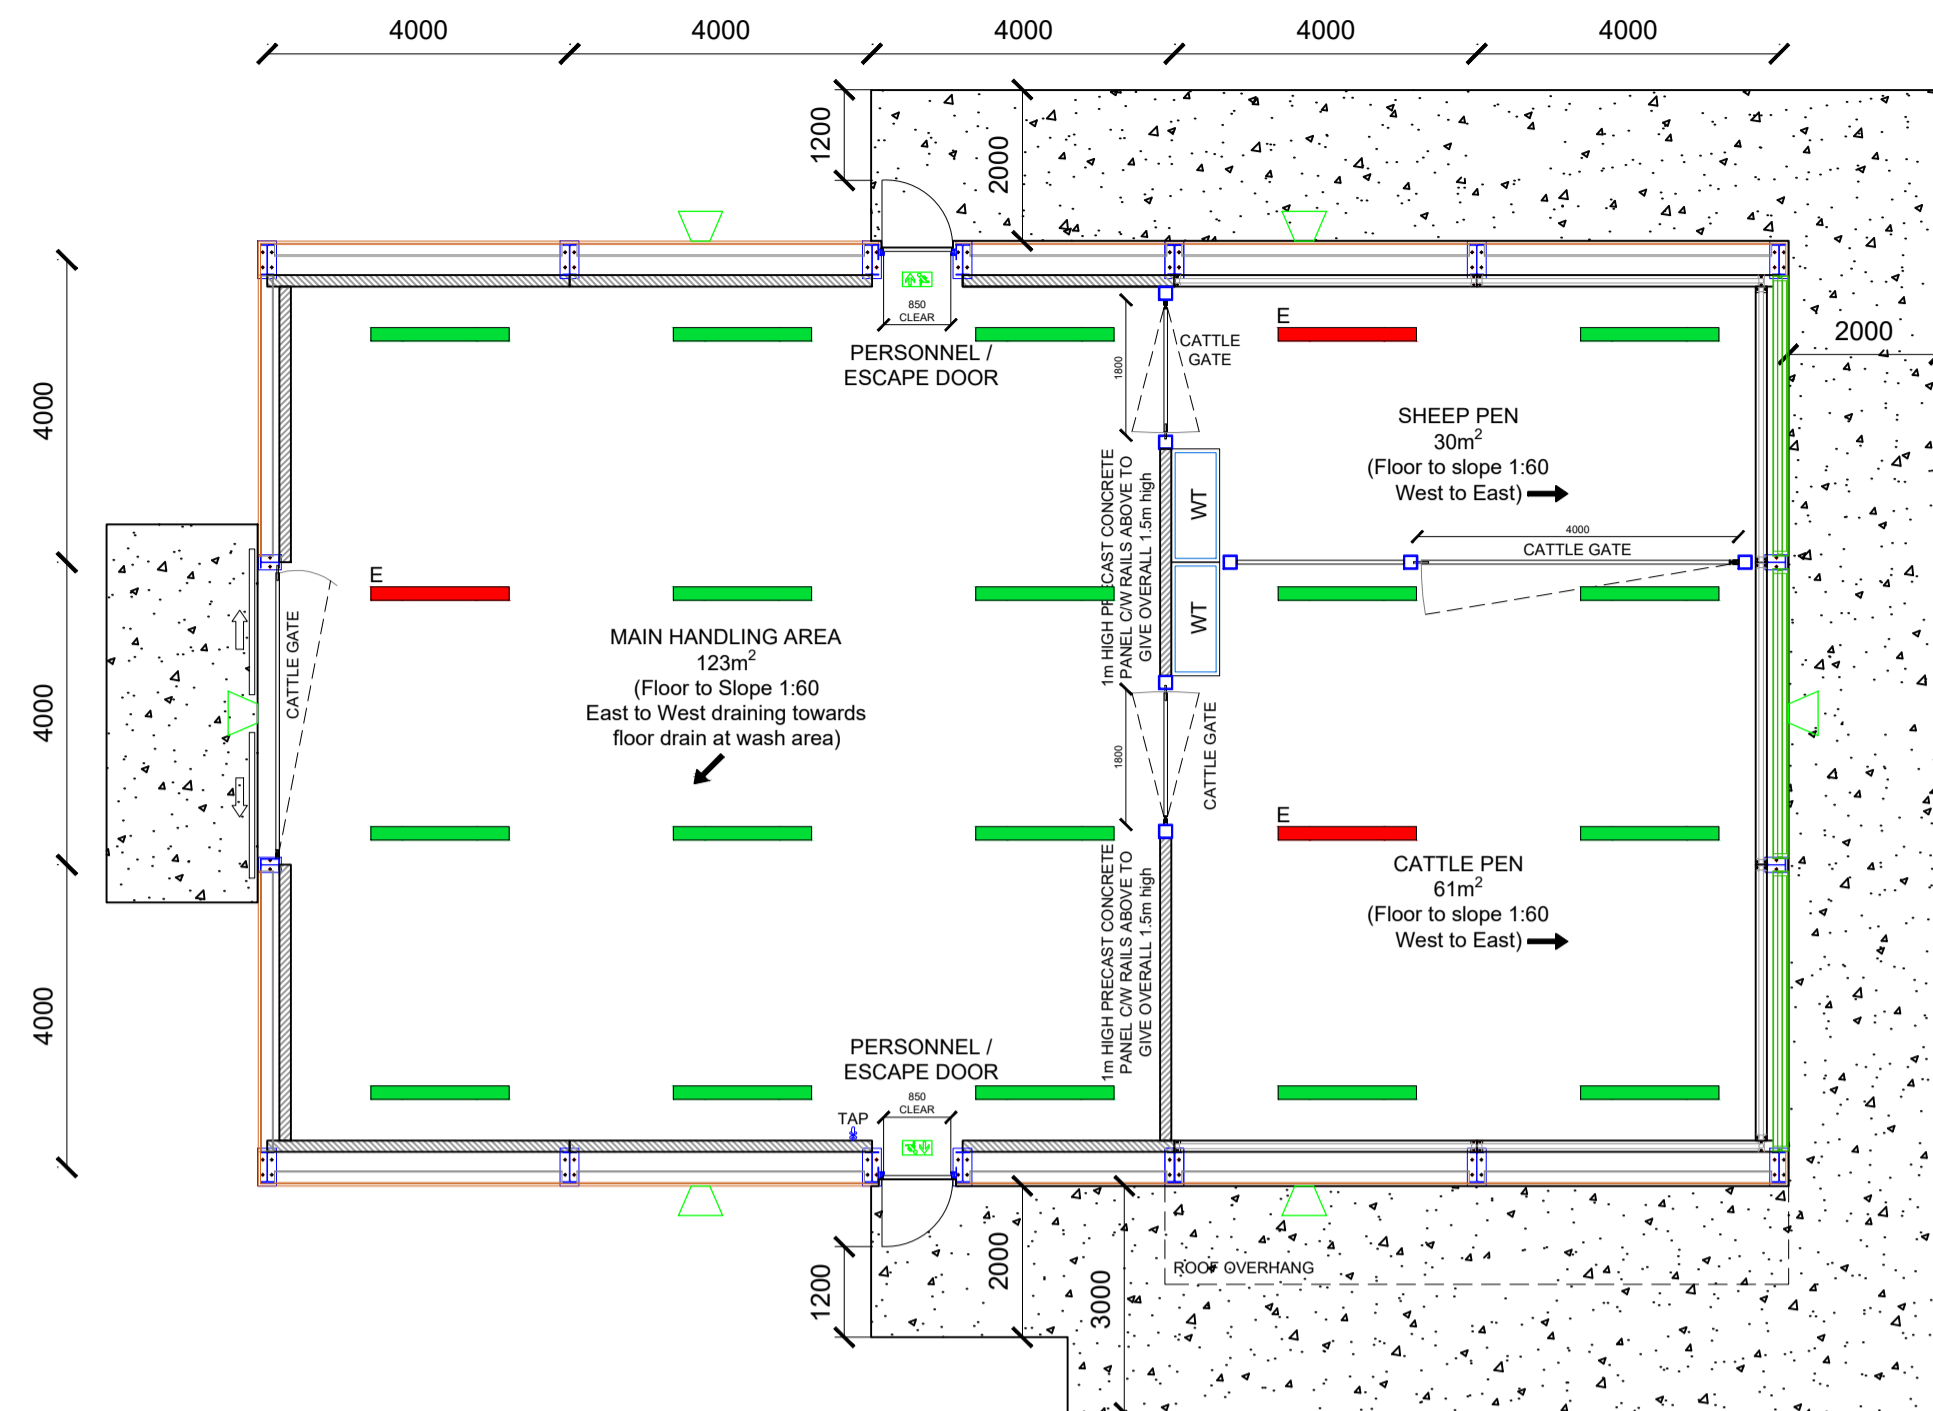 4000 4000 4000 4000 4000
1200
2000
850
CLEAR
PERSONNEL /
ESCAPE DOOR
1800
CATTLE
GATE
E
2000
4000
SHEEP PEN
30m²
(Floor to slope 1:60
West to East)
4000
CATTLE GATE
1m HIGH PRECAST CONCRETE
PANEL C/W RAILS ABOVE TO
GIVE OVERALL 1.5m high
WT
WT
E
CATTLE GATE
MAIN HANDLING AREA
123m²
(Floor to Slope 1:60
East to West draining towards
floor drain at wash area)
4000
1800
CATTLE GATE
E
CATTLE PEN
61m²
(Floor to slope 1:60
West to East)
1m HIGH PRECAST CONCRETE
PANEL C/W RAILS ABOVE TO
GIVE OVERALL 1.5m high
4000
PERSONNEL /
ESCAPE DOOR
850
CLEAR
TAP
1200
2000
3000
ROOF OVERHANG